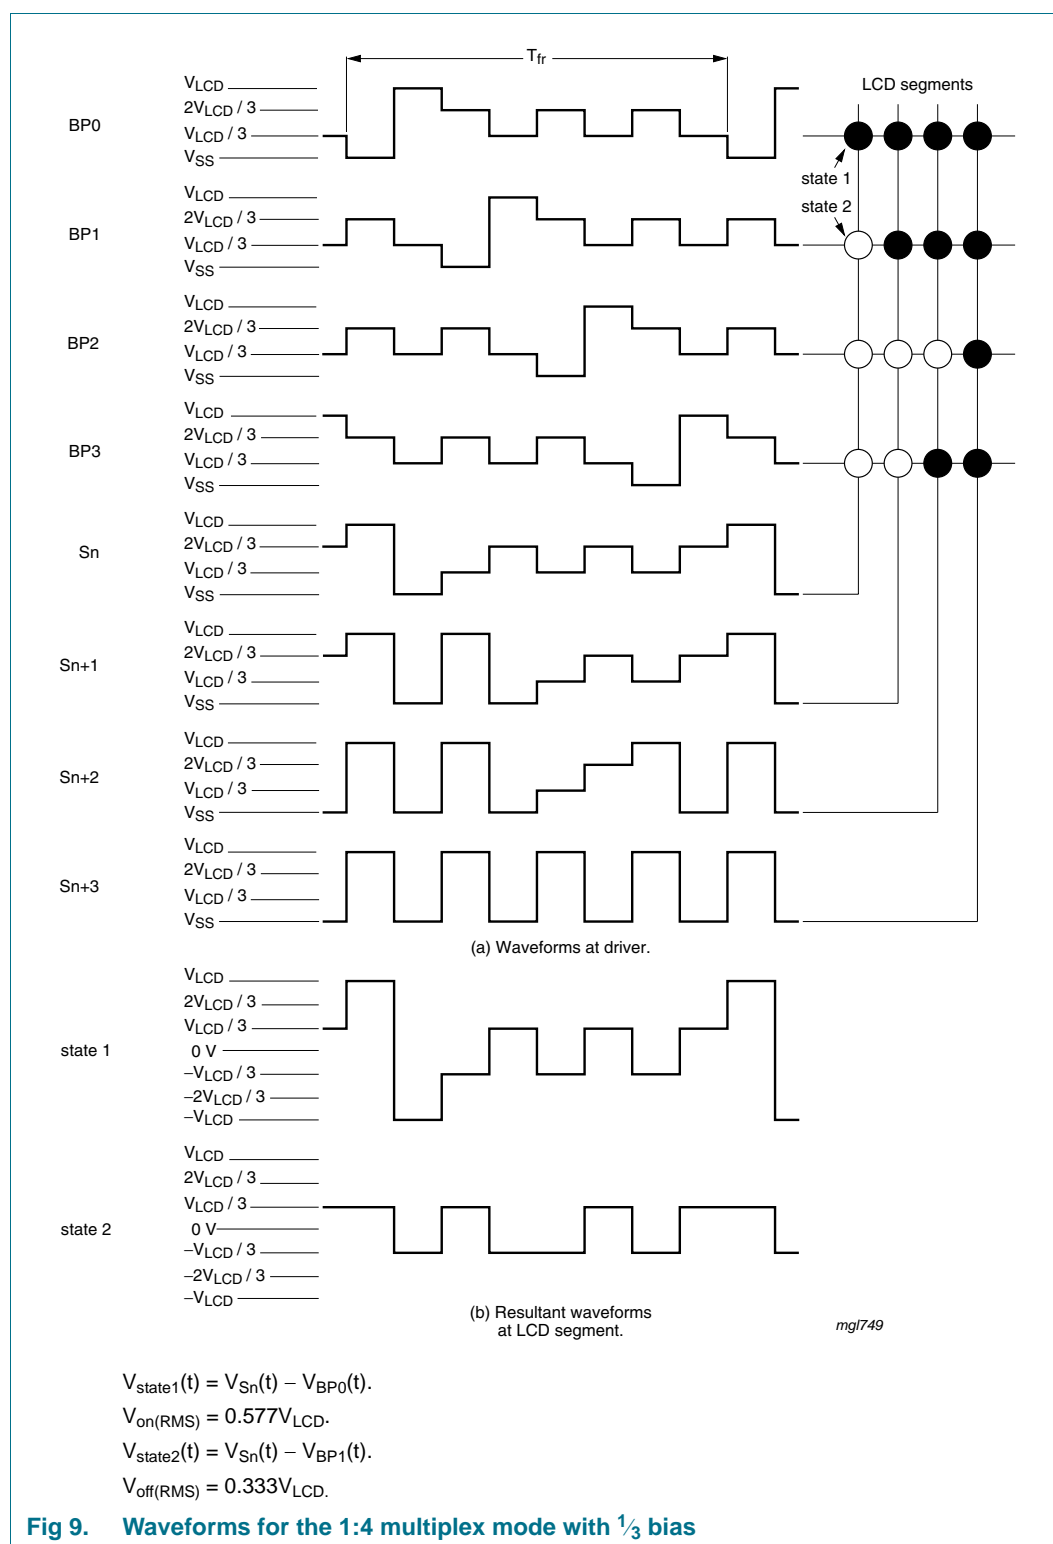 Tfr
LCD segments
BP0
VLCD
2VLCD / 3
VLCD / 3
VSS
state 1
state 2
BP1
VLCD
2VLCD / 3
VLCD / 3
VSS
BP2
VLCD
2VLCD / 3
VLCD / 3
VSS
BP3
VLCD
2VLCD / 3
VLCD / 3
VSS
Sn
VLCD
2VLCD / 3
VLCD / 3
VSS
Sn+1
VLCD
2VLCD / 3
VLCD / 3
VSS
Sn+2
VLCD
2VLCD / 3
VLCD / 3
VSS
Sn+3
VLCD
2VLCD / 3
VLCD / 3
VSS
(a) Waveforms at driver.
state 1
VLCD
2VLCD / 3
VLCD / 3
0 V
−VLCD / 3
−2VLCD / 3
−VLCD
state 2
VLCD
2VLCD / 3
VLCD / 3
0 V
−VLCD / 3
−2VLCD / 3
−VLCD
(b) Resultant waveforms
at LCD segment.
mgl749
Vstate1(t) = VSn(t) − VBP0(t).
Von(RMS) = 0.577VLCD.
Vstate2(t) = VSn(t) − VBP1(t).
Voff(RMS) = 0.333VLCD.
Fig 9. Waveforms for the 1:4 multiplex mode with 1⁄3 bias